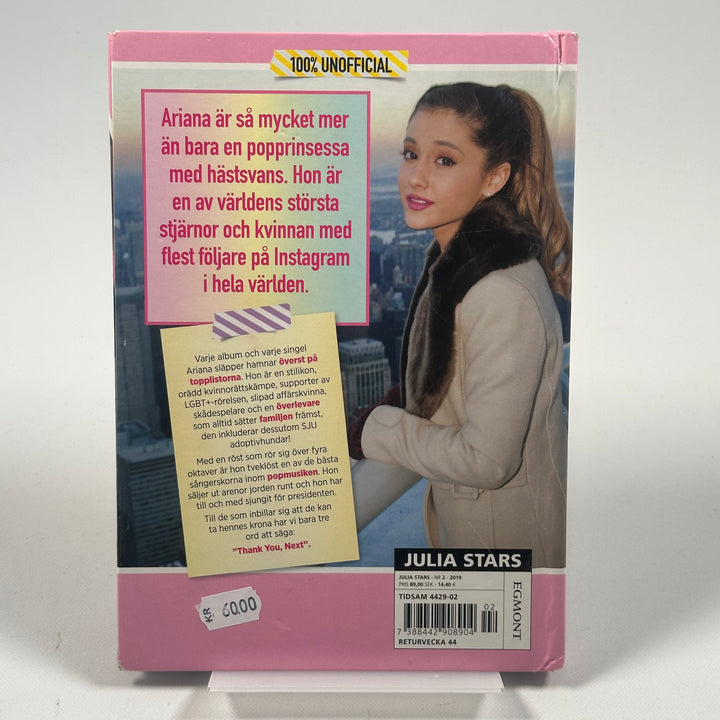 100% UNOFFICIAL
Ariana är så mycket mer
än bara en popprinsessa
med hästsvans. Hon är
en av världens största
stjärnor och kvinnan med
flest följare på Instagram
i hela världen.
Varje album och varje singel
Ariana släpper hamnar överst på
topplistorna. Hon är en stilikon,
orädd kvinnorättskämpe, supporter av
LGBT+-rörelsen, slipad affärskvinna,
skådespelare och en överlevare
som alltid sätter familjen främst,
den inkluderar dessutom SJU
adoptivhundar!
Med en röst som rör sig över fyra
oktaver är hon tveklöst en av de bästa
sångerskorna inom popmusiken. Hon
säljer ut arenor jorden runt och hon har
till och med sjungit för presidenten.
Till de som inbillar sig att de kan
ta hennes krona har vi bara tre
ord att säga:
"Thank You, Next".
KR 60.00
JULIA STARS
JULIA STARS · NR 2 · 2019
PRIS 89,00 SEK · 14,40 €
TIDSAM 4429-02
02
7 388442 908904
RETURVECKA 44
EGMONT